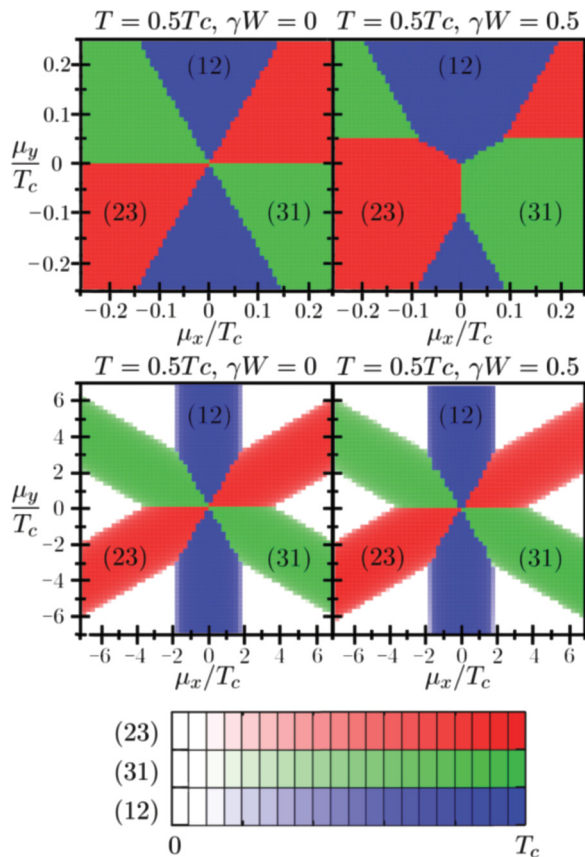 T = 0.5Tc, γW = 0 T = 0.5Tc, γW = 0.5
0.2
0.1
μy/Tc 0
−0.1
−0.2
(12) (12)
(23) (31) (23) (31)
−0.2 −0.1 0 0.1 0.2 −0.2 −0.1 0 0.1 0.2
μx/Tc μx/Tc
T = 0.5Tc, γW = 0 T = 0.5Tc, γW = 0.5
6
4
2
μy/Tc 0
−2
−4
−6
(12) (12)
(23) (31) (23) (31)
−6 −4 −2 0 2 4 6 −6 −4 −2 0 2 4 6
μx/Tc μx/Tc
(23)
(31)
(12)
0 Tc